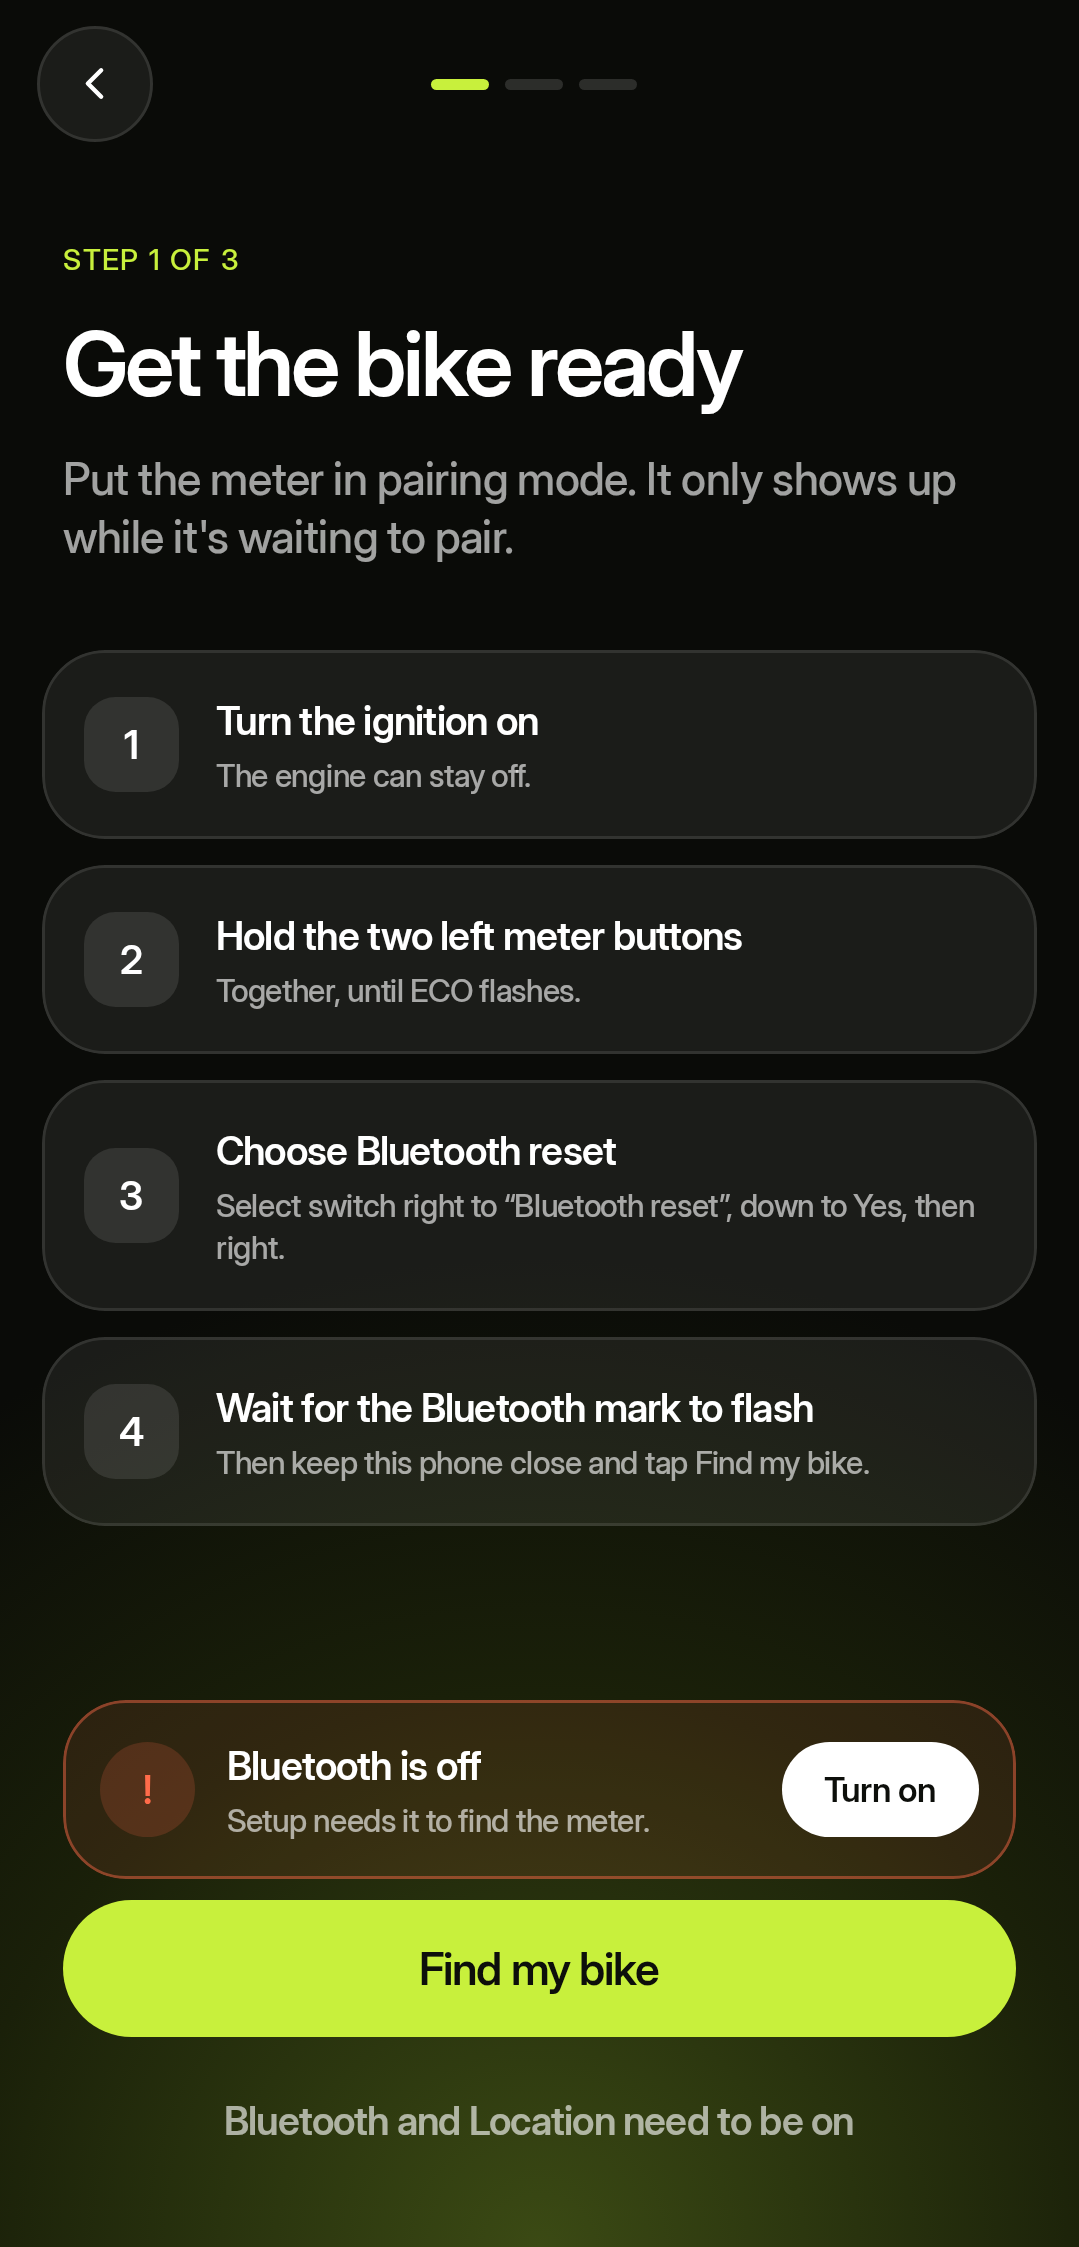 STEP 1 OF 3
Get the bike ready
Put the meter in pairing mode. It only shows up
while it's waiting to pair.
1
Turn the ignition on
The engine can stay off.
2
Hold the two left meter buttons
Together, until ECO flashes.
3
Choose Bluetooth reset
Select switch right to “Bluetooth reset”, down to Yes, then
right.
4
Wait for the Bluetooth mark to flash
Then keep this phone close and tap Find my bike.
!
Bluetooth is off
Setup needs it to find the meter.
Turn on
Find my bike
Bluetooth and Location need to be on